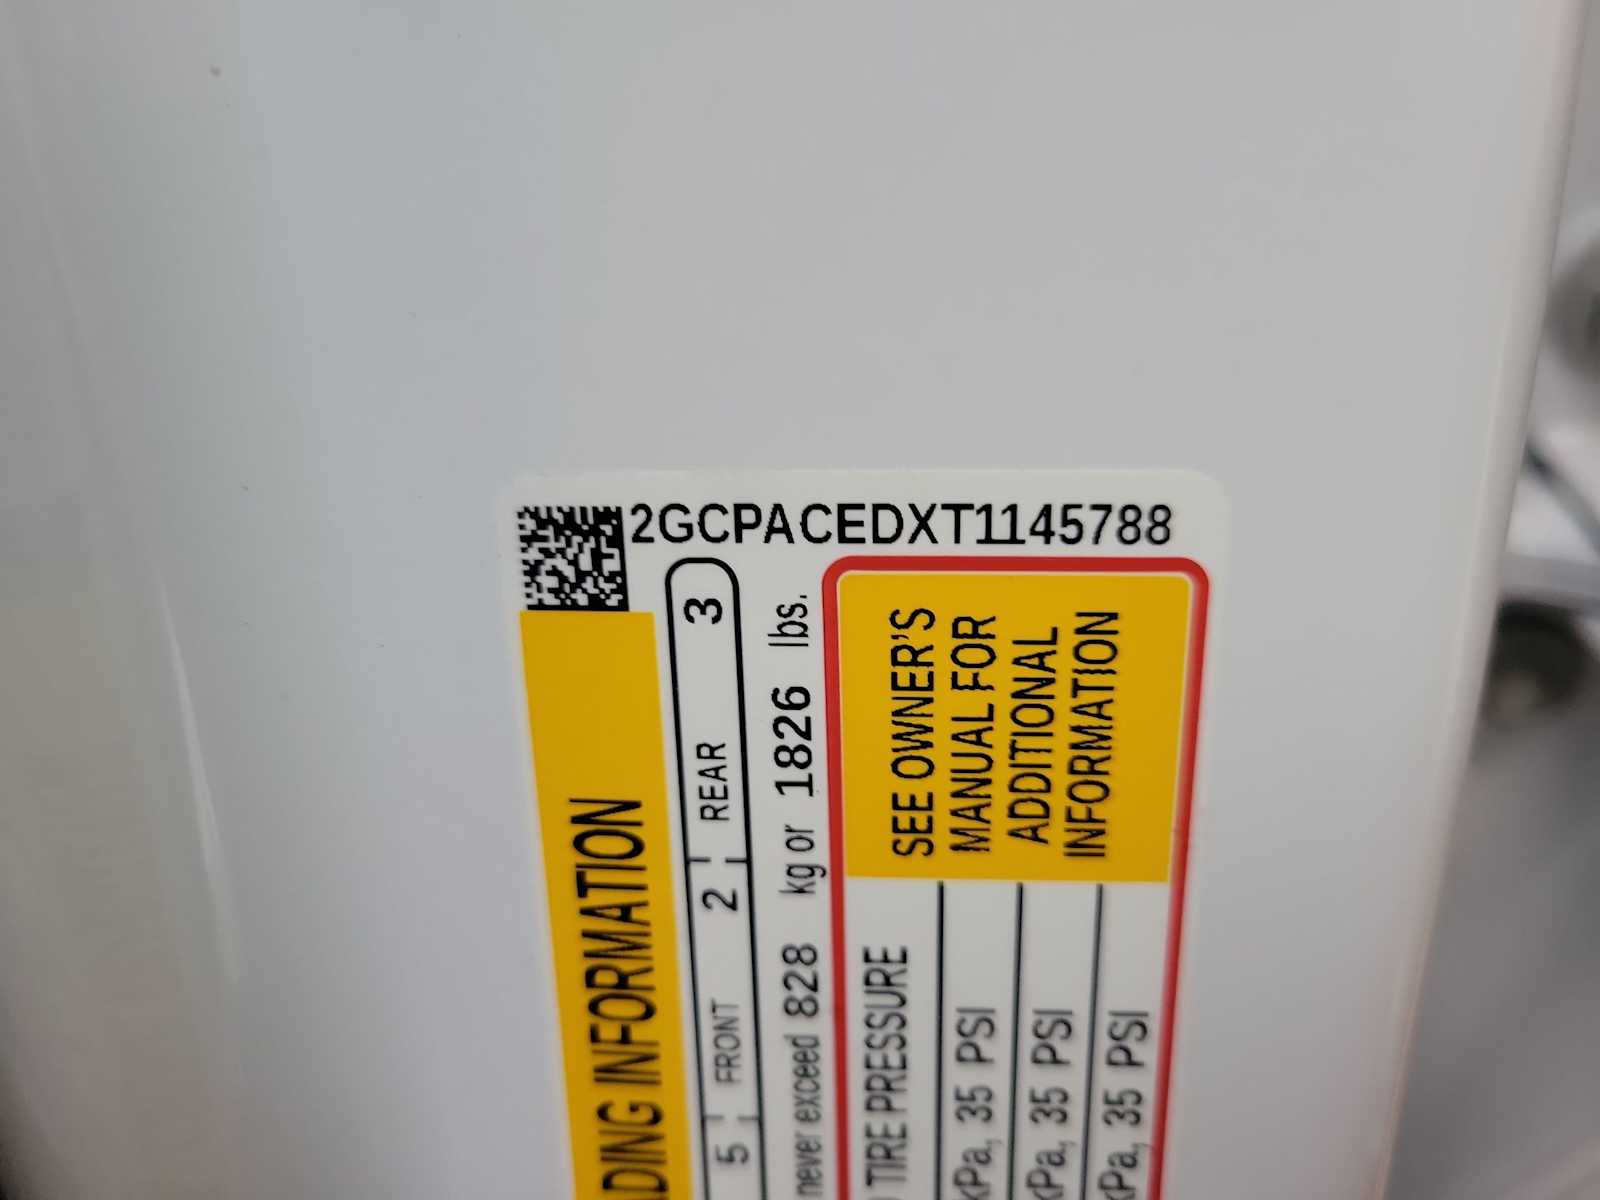 2GCPACEDXT1145788
ADING INFORMATION
5 FRONT 2 REAR 3
never exceed 828 kg or 1826 lbs.
TIRE PRESSURE
kPa, 35 PSI
kPa, 35 PSI
kPa, 35 PSI
SEE OWNER'S
MANUAL FOR
ADDITIONAL
INFORMATION